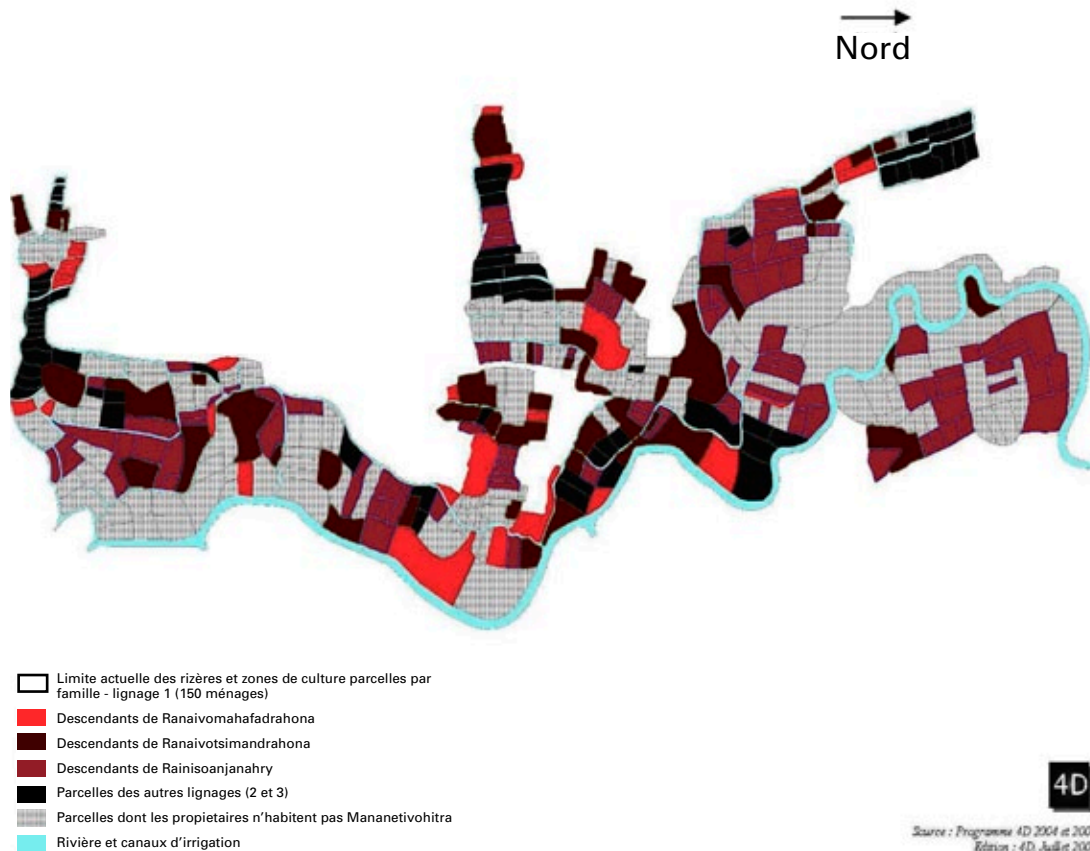 Nord
Limite actuelle des rizères et zones de culture parcelles par
famille - lignage 1 (150 ménages)
Descendants de Ranaivomahafadrahona
Descendants de Ranaivotsimandrahona
Descendants de Rainisoanjanahry
Parcelles des autres lignages (2 et 3)
Parcelles dont les propietaires n'habitent pas Mananetivohitra
Rivière et canaux d'irrigation
4D
Source : Programme 4D 2004 et 200
Edition : 4D, Juillet 200